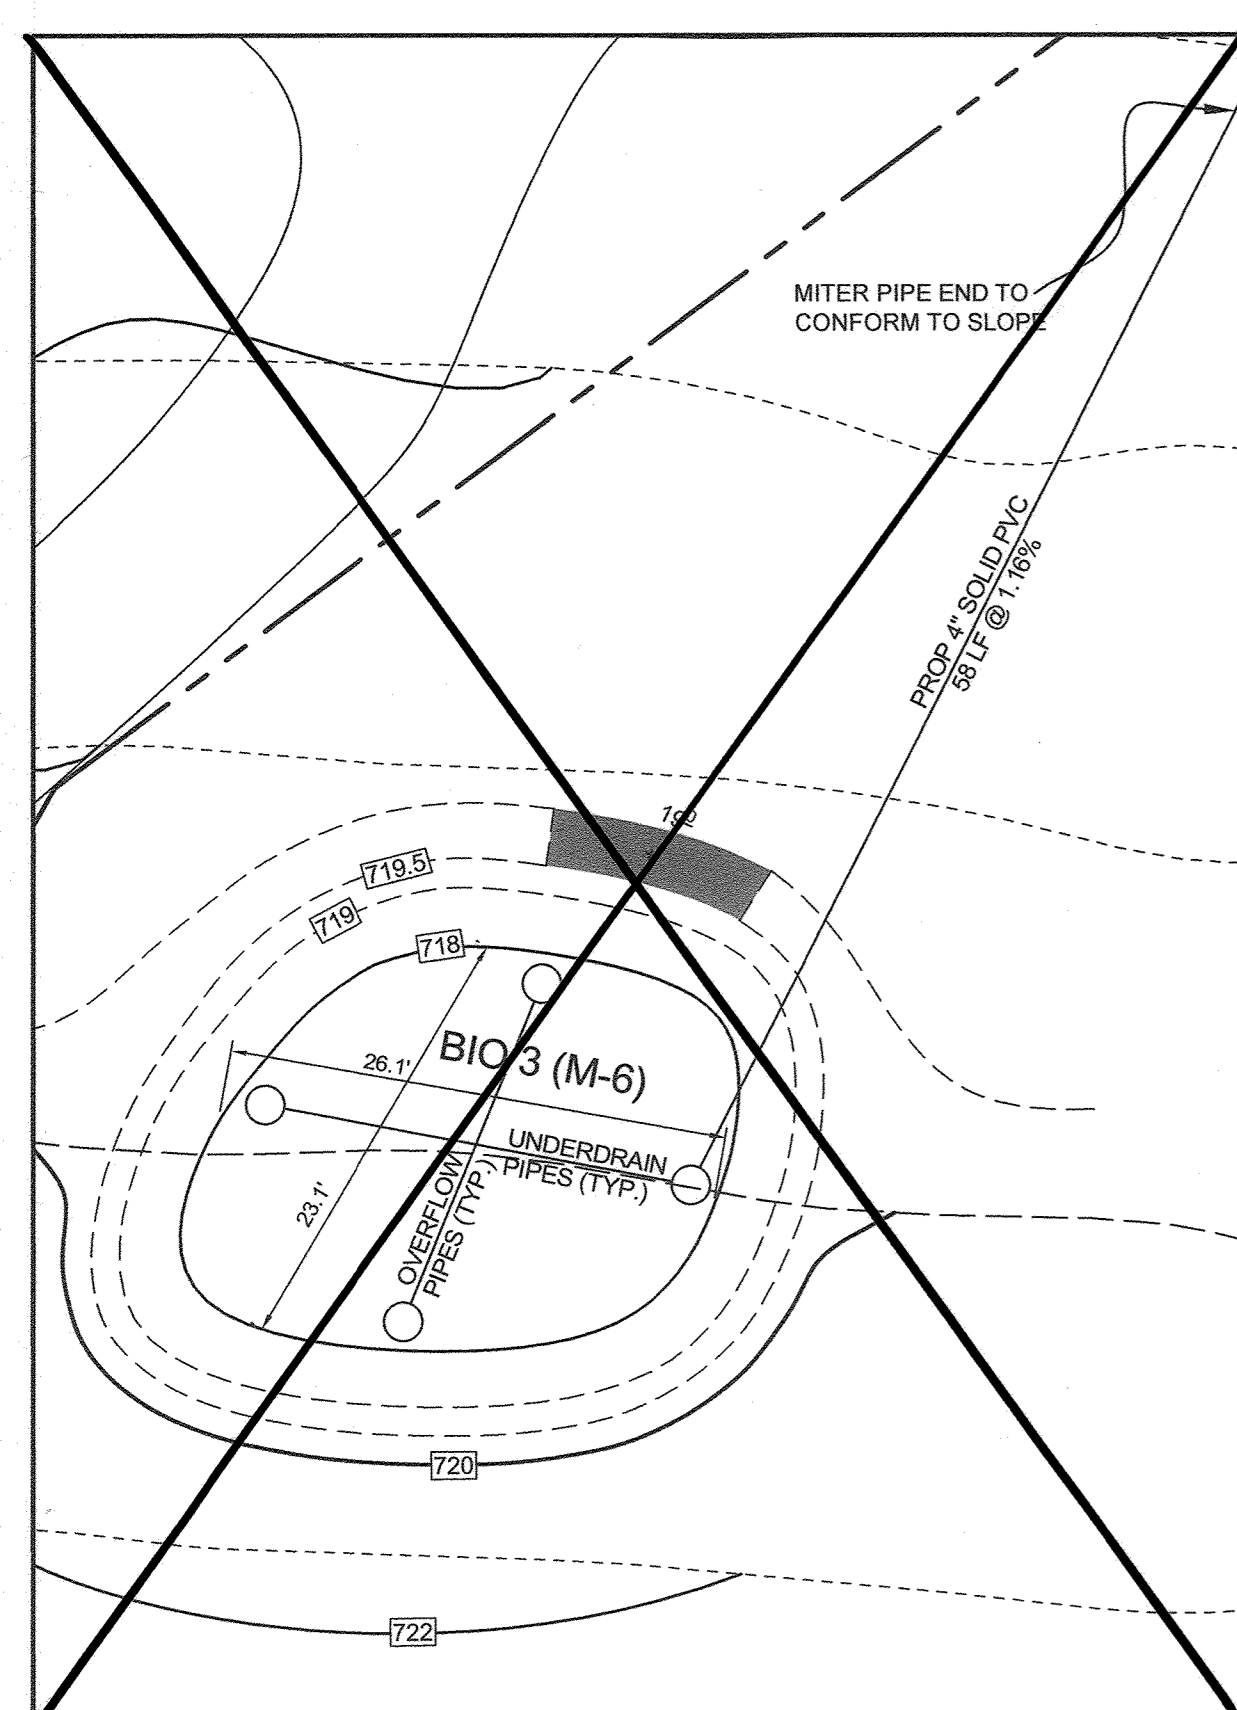 MITER PIPE END TO
CONFORM TO SLOPE
PROP 4" SOLID PVC
58 LF @ 1.16%
719.5
719
718
BIO 3 (M-6)
26.1'
UNDERDRAIN
PIPES (TYP.)
OVERFLOW
PIPES (TYP.)
23.1'
720
722